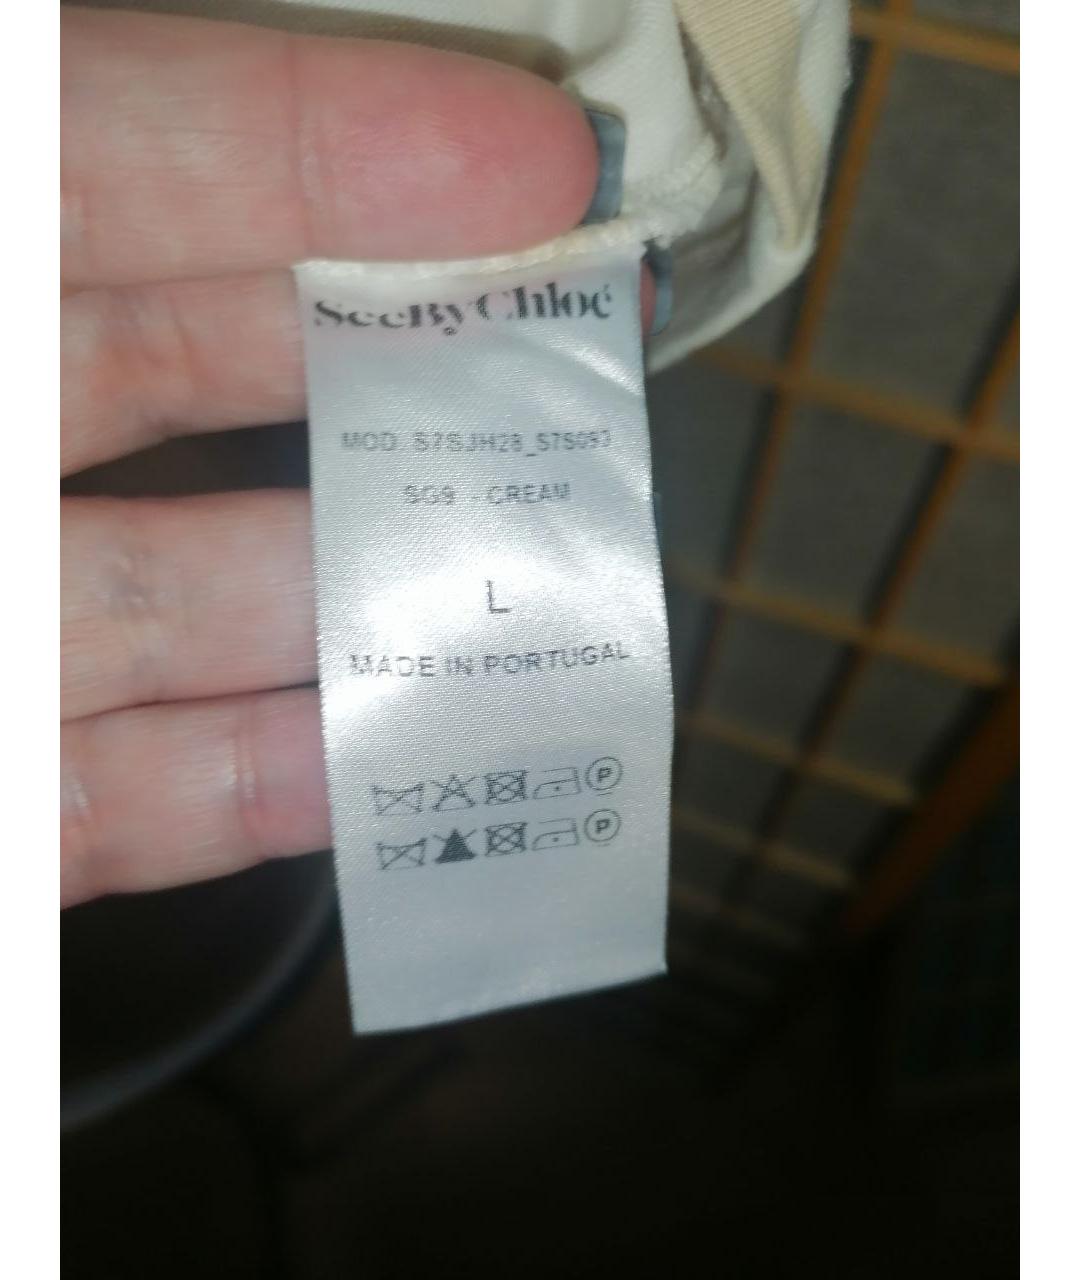 SeeByChloé
MOD S7SJH28_S7S093
SG9 - CREAM
L
MADE IN PORTUGAL
P
P